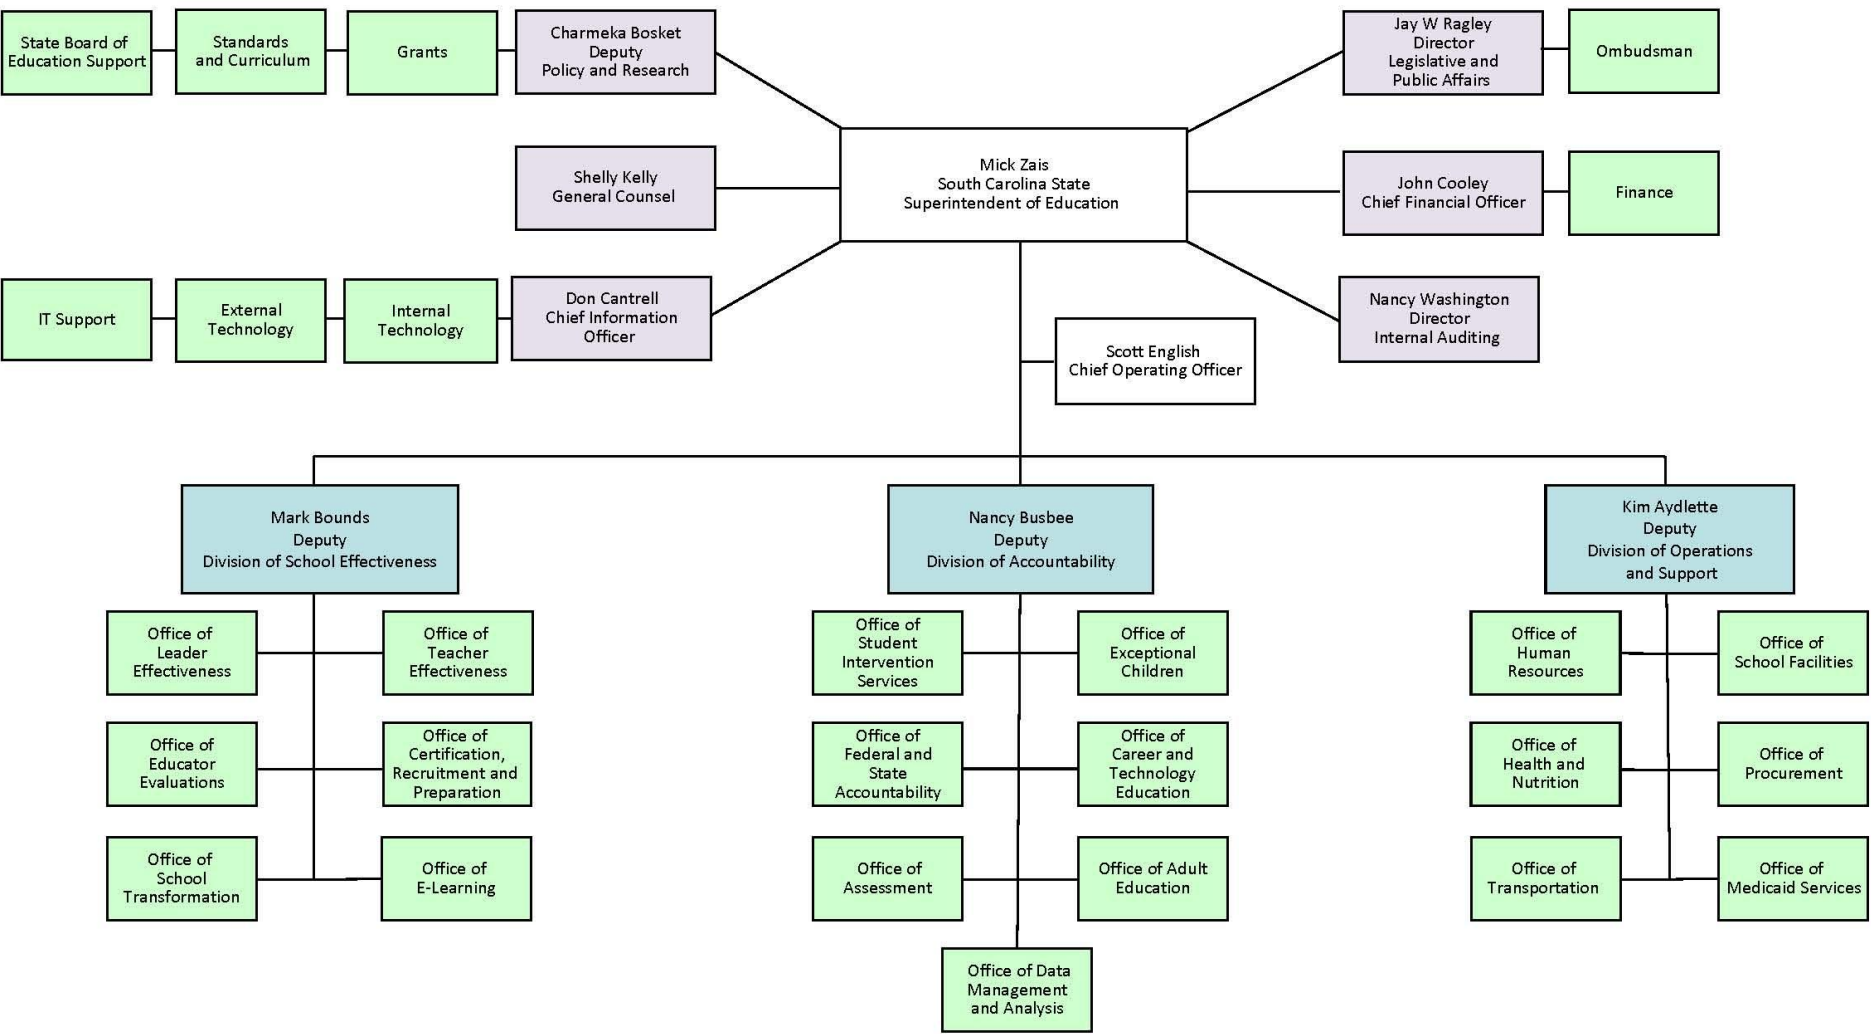 State Board of
Education Support
Standards
and Curriculum
Grants
Charmeka Bosket
Deputy
Policy and Research
Jay W Ragley
Director
Legislative and
Public Affairs
Ombudsman
Shelly Kelly
General Counsel
Mick Zais
South Carolina State
Superintendent of Education
John Cooley
Chief Financial Officer
Finance
IT Support
External
Technology
Internal
Technology
Don Cantrell
Chief Information
Officer
Nancy Washington
Director
Internal Auditing
Scott English
Chief Operating Officer
Mark Bounds
Deputy
Division of School Effectiveness
Nancy Busbee
Deputy
Division of Accountability
Kim Aydlette
Deputy
Division of Operations
and Support
Office of
Leader
Effectiveness
Office of
Teacher
Effectiveness
Office of
Student
Intervention
Services
Office of
Exceptional
Children
Office of
Human
Resources
Office of
School Facilities
Office of
Educator
Evaluations
Office of
Certification,
Recruitment and
Preparation
Office of
Federal and
State
Accountability
Office of
Career and
Technology
Education
Office of
Health and
Nutrition
Office of
Procurement
Office of
School
Transformation
Office of
E-Learning
Office of
Assessment
Office of Adult
Education
Office of
Transportation
Office of
Medicaid Services
Office of Data
Management
and Analysis